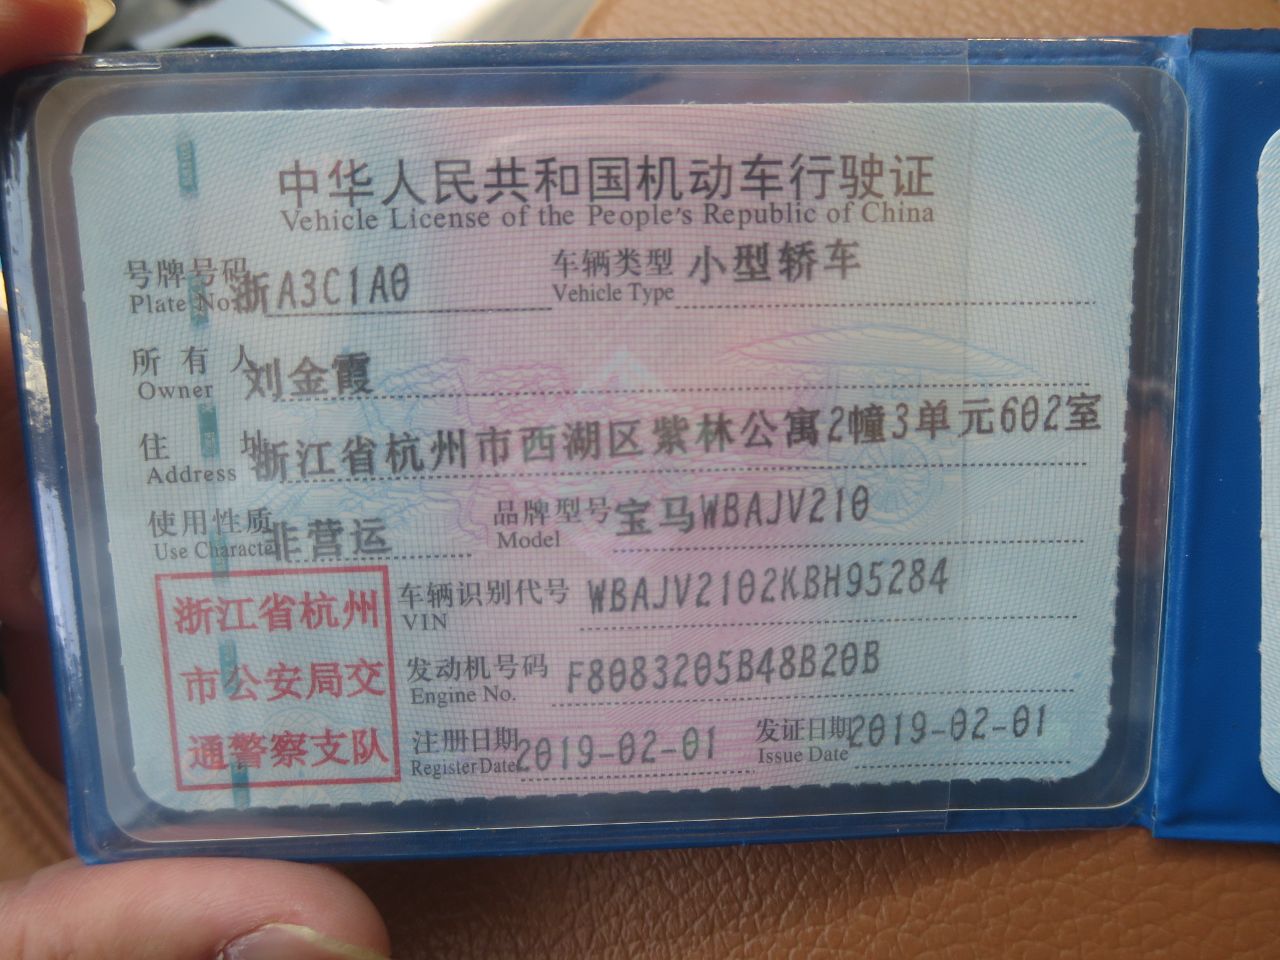 中华人民共和国机动车行驶证
Vehicle License of the People's Republic of China
号牌号码 浙A3C1A0 车辆类型 小型轿车
Plate No. Vehicle Type
所有人 刘金霞
Owner
住址 浙江省杭州市西湖区紫林公寓2幢3单元602室
Address
使用性质 非营运 品牌型号 宝马WBAJV210
Use Character Model
车辆识别代号 WBAJV2102KBH95284
VIN
发动机号码 F8083205B48B20B
Engine No.
注册日期 2019-02-01 发证日期 2019-02-01
Register Date Issue Date
浙江省杭州
市公安局交
通警察支队